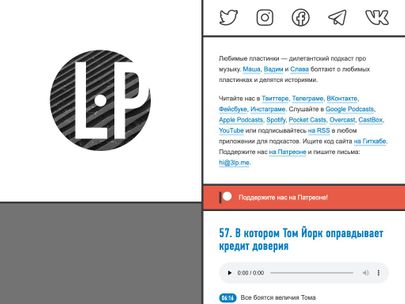 LP
Любимые пластинки — дилетантский подкаст про
музыку. Маша, Вадим и Слава болтают о любимых
пластинках и делятся историями.
Читайте нас в Твиттере, Телеграме, ВКонтакте,
Фейсбуке, Инстаграме. Слушайте в Google Podcasts,
Apple Podcasts, Spotify, Pocket Casts, Overcast, CastBox,
YouTube или подписывайтесь на RSS в любом
приложении для подкастов. Ищите код сайта на Гитхабе.
Поддержите нас на Патреоне и пишите письма:
hi@3lp.me.
Поддержите нас на Патреоне!
57. В котором Том Йорк оправдывает
кредит доверия
0:00 / 0:00
06:16 Все боятся величия Тома